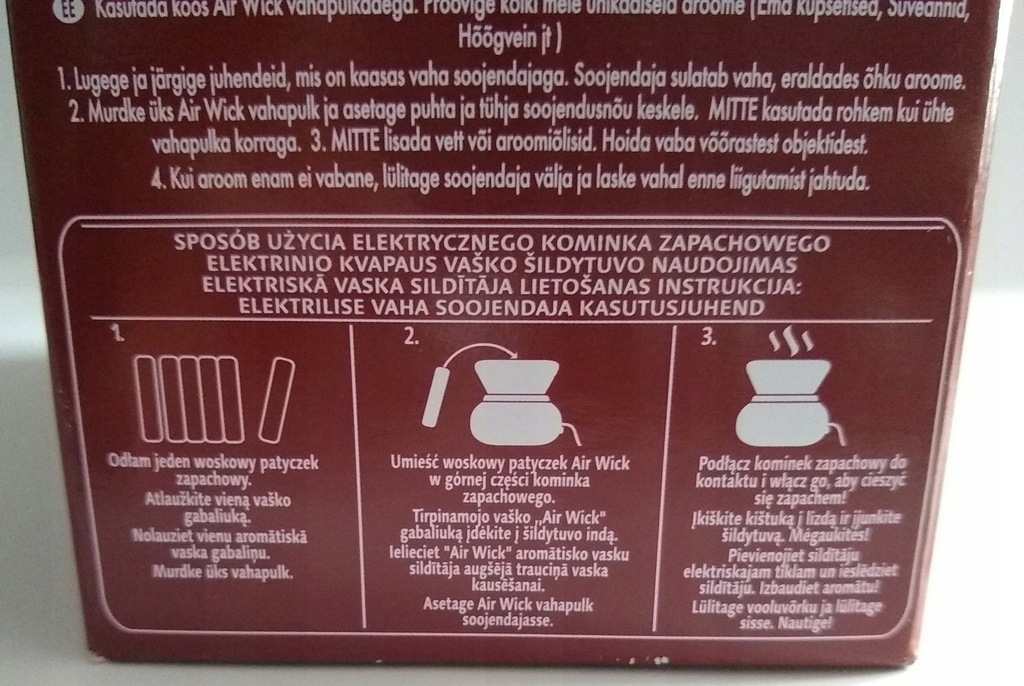 EE Kasutada koos Air Wick vahapulkadega. Proovige kõiki meie unikaalseid aroome (Ema küpsetised, Suveannid,
Hõõgvein jt )
1. Lugege ja järgige juhendeid, mis on kaasas vaha soojendajaga. Soojendaja sulatab vaha, eraldades õhku aroome.
2. Murdke üks Air Wick vahapulk ja asetage puhta ja tühja soojendusnõu keskele. MITTE kasutada rohkem kui ühte
vahapulka korraga. 3. MITTE lisada vett või aroomiõlisid. Hoida vaba võõrastest objektidest.
4. Kui aroom enam ei vabane, lülitage soojendaja välja ja laske vahal enne liigutamist jahtuda.
SPOSÓB UŻYCIA ELEKTRYCZNEGO KOMINKA ZAPACHOWEGO
ELEKTRINIO KVAPAUS VAŠKO ŠILDYTUVO NAUDOJIMAS
ELEKTRISKĀ VASKA SILDĪTĀJA LIETOŠANAS INSTRUKCIJA:
ELEKTRILISE VAHA SOOJENDAJA KASUTUSJUHEND
1.
Odłam jeden woskowy patyczek
zapachowy.
Atlaužkite vieną vaško
gabaliuką.
Nolauziet vienu aromātiskā
vaska gabaliņu.
Murdke üks vahapulk.
2.
Umieść woskowy patyczek Air Wick
w górnej części kominka
zapachowego.
Tirpinamojo vaško „Air Wick"
gabaliuką įdėkite į šildytuvo indą.
Ielieciet "Air Wick" aromātisko vasku
sildītāja augšējā trauciņā vaska
kausēšanai.
Asetage Air Wick vahapulk
soojendajasse.
3.
Podłącz kominek zapachowy do
kontaktu i włącz go, aby cieszyć
się zapachem!
Įkiškite kištuką į lizdą ir įjunkite
šildytuvą. Mėgaukitės!
Pievienojiet sildītāju
elektriskajam tīklam un ieslēdziet
sildītāju. Izbaudiet aromātu!
Lülitage vooluvõrku ja lülitage
sisse. Nautige!